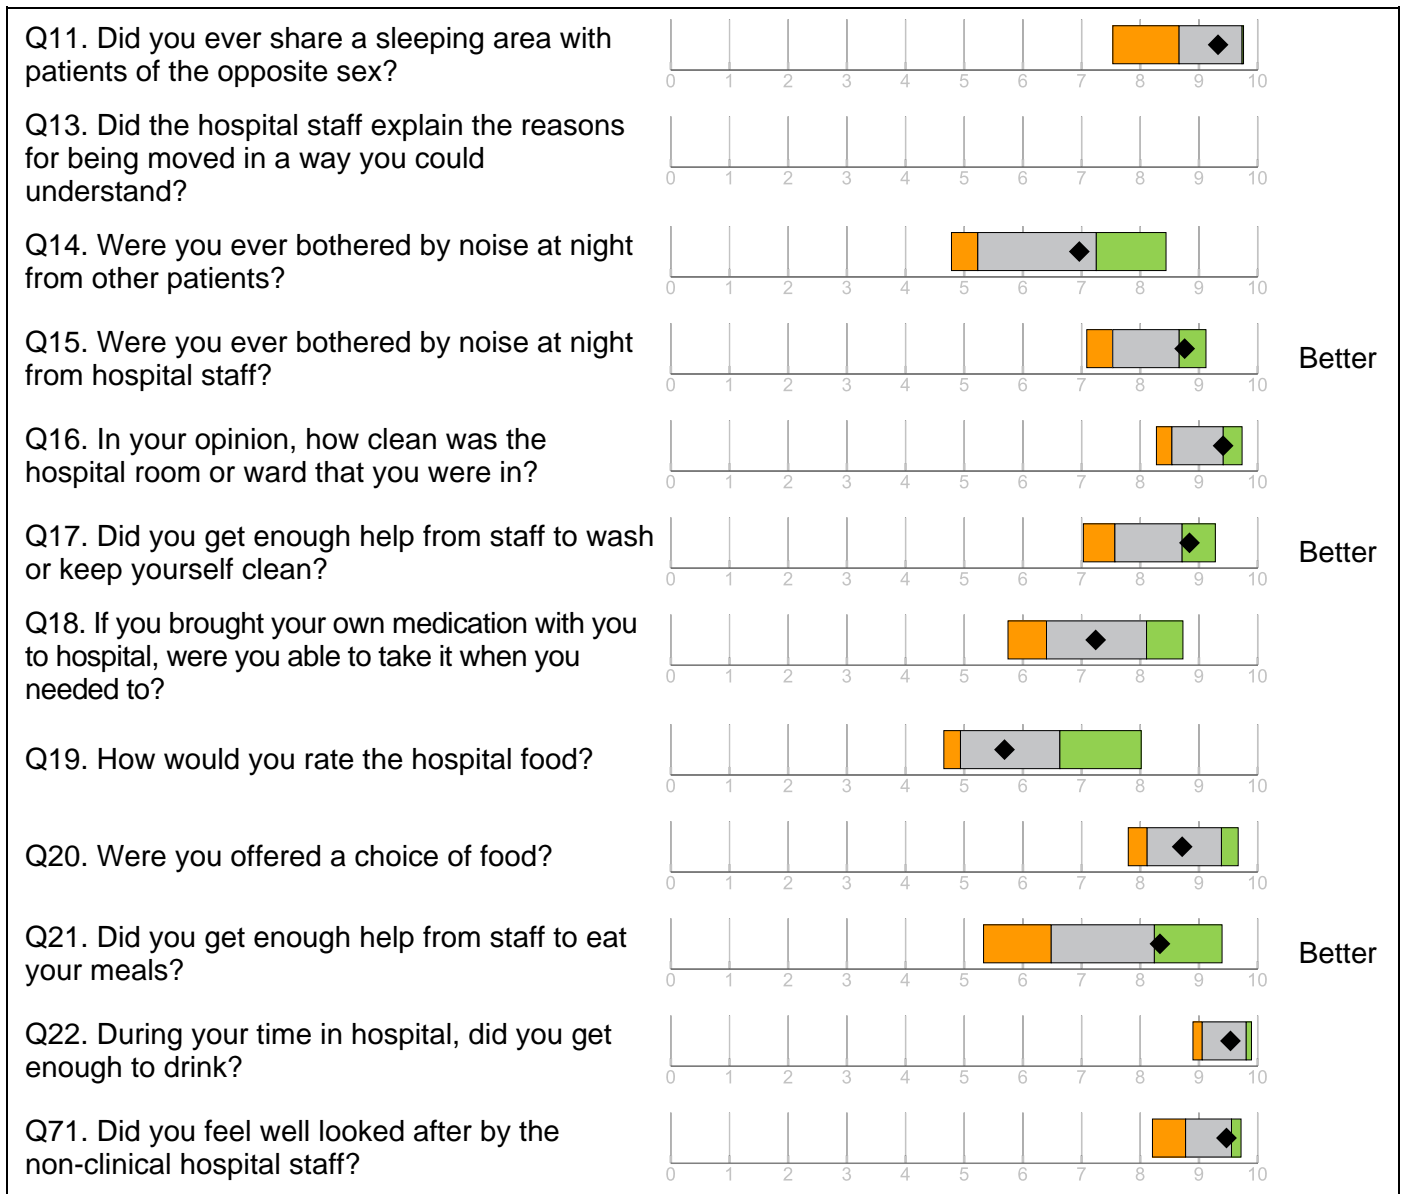 Q11. Did you ever share a sleeping area with
patients of the opposite sex?
0 1 2 3 4 5 6 7 8 9 10
Q13. Did the hospital staff explain the reasons
for being moved in a way you could
understand?
0 1 2 3 4 5 6 7 8 9 10
Q14. Were you ever bothered by noise at night
from other patients?
0 1 2 3 4 5 6 7 8 9 10
Q15. Were you ever bothered by noise at night
from hospital staff?
Better
0 1 2 3 4 5 6 7 8 9 10
Q16. In your opinion, how clean was the
hospital room or ward that you were in?
0 1 2 3 4 5 6 7 8 9 10
Q17. Did you get enough help from staff to wash
or keep yourself clean?
Better
0 1 2 3 4 5 6 7 8 9 10
Q18. If you brought your own medication with you
to hospital, were you able to take it when you
needed to?
0 1 2 3 4 5 6 7 8 9 10
Q19. How would you rate the hospital food?
0 1 2 3 4 5 6 7 8 9 10
Q20. Were you offered a choice of food?
0 1 2 3 4 5 6 7 8 9 10
Q21. Did you get enough help from staff to eat
your meals?
Better
0 1 2 3 4 5 6 7 8 9 10
Q22. During your time in hospital, did you get
enough to drink?
0 1 2 3 4 5 6 7 8 9 10
Q71. Did you feel well looked after by the
non-clinical hospital staff?
0 1 2 3 4 5 6 7 8 9 10